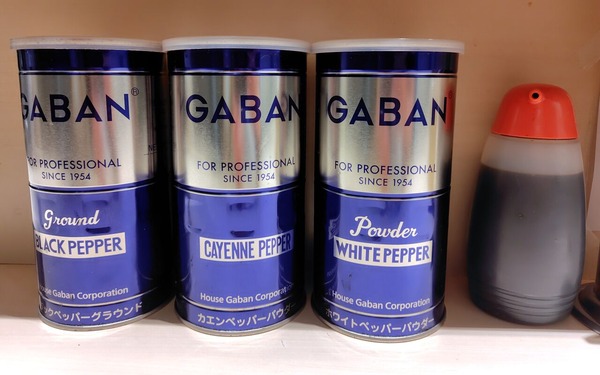 GABAN®
FOR PROFESSIONAL
SINCE 1954
Ground
BLACK PEPPER
House Gaban Corporation
ックペッパーグラウンド
GABAN
FOR PROFESSIONAL
SINCE 1954
CAYENNE PEPPER
House Gaban Corporat
カエンペッパーパウダ
GABAN
FOR PROFESSIONAL
SINCE 1954
Powder
WHITE PEPPER
House Gaban Corporation
ホワイトペッパーパウダー